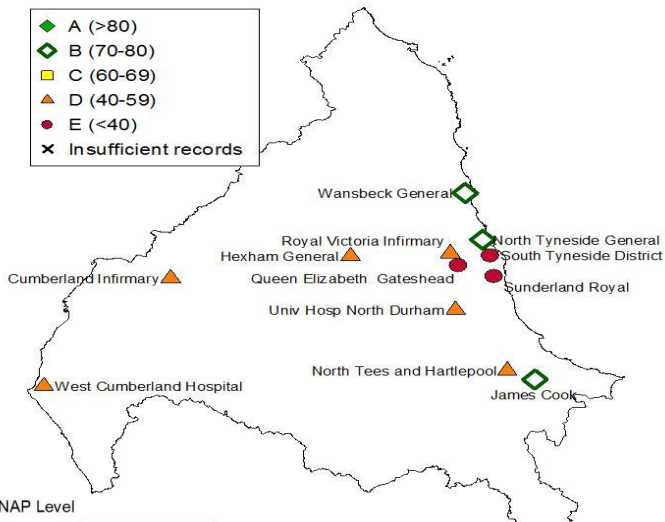 A (>80)
B (70-80)
C (60-69)
D (40-59)
E (<40)
Insufficient records
Wansbeck General
Royal Victoria Infirmary
North Tyneside General
Hexham General
South Tyneside District
Cumberland Infirmary
Queen Elizabeth Gateshead
Sunderland Royal
Univ Hosp North Durham
North Tees and Hartlepool
West Cumberland Hospital
James Cook
NAP Level